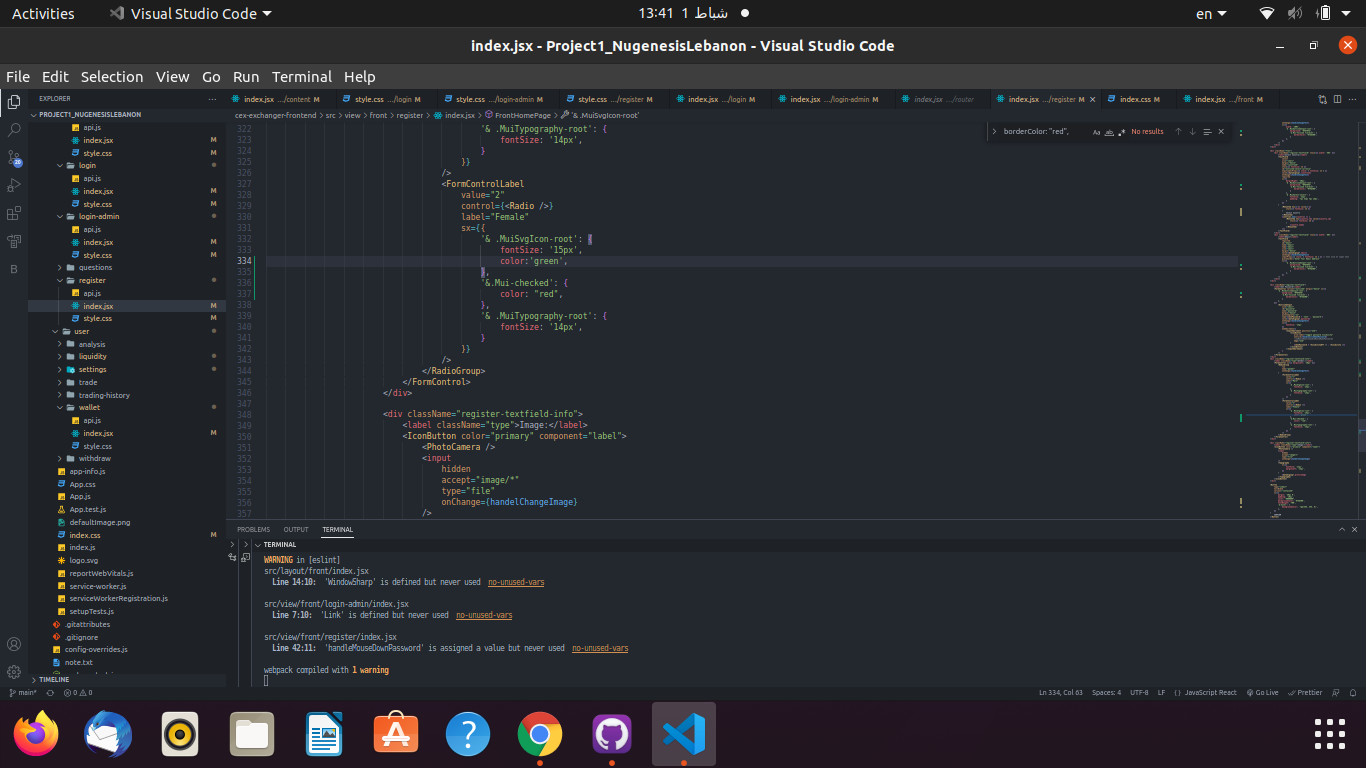 Activities
Visual Studio Code
13:41 1 شباط
en
index.jsx - Project1_NugenesisLebanon - Visual Studio Code
File Edit Selection View Go Run Terminal Help
EXPLORER
PROJECT1_NUGENESISLEBANON
api.js
index.jsx M
style.css M
login
api.js
index.jsx M
style.css M
login-admin
api.js
index.jsx M
style.css M
questions
register
api.js
index.jsx M
style.css M
user
analysis
liquidity
settings
trade
trading-history
wallet
api.js
index.jsx M
style.css
withdraw
app-info.js
App.css
App.js
App.test.js
defaultImage.png
index.css M
index.js
logo.svg
reportWebVitals.js
service-worker.js
serviceWorkerRegistration.js
setupTests.js
.gitattributes
.gitignore
config-overrides.js
note.txt
TIMELINE
20
B
index.jsx .../content M
style.css .../login M
style.css .../login-admin M
style.css .../register M
index.jsx .../login M
index.jsx .../login-admin M
index.jsx .../router
index.jsx .../register M
index.css M
index.jsx .../front M
cex-exchanger-frontend > src > view > front > register > index.jsx > FrontHomePage > '& .MuiSvgIcon-root'
borderColor: "red", Aa ab No results
322 '& .MuiTypography-root': {
323 fontSize: '14px',
324 }
325 }}
326 />
327 <FormControlLabel
328 value="2"
329 control={<Radio />}
330 label="Female"
331 sx={{
332 '& .MuiSvgIcon-root': {
333 fontSize: '15px',
334 color:'green',
335 },
336 '&.Mui-checked': {
337 color: "red",
338 },
339 '& .MuiTypography-root': {
340 fontSize: '14px',
341 }
342 }}
343 />
344 </RadioGroup>
345 </FormControl>
346 </div>
347
348 <div className="register-textfield-info">
349 <label className="type">Image:</label>
350 <IconButton color="primary" component="label">
351 <PhotoCamera />
352 <input
353 hidden
354 accept="image/*"
355 type="file"
356 onChange={handelChangeImage}
357 />
PROBLEMS OUTPUT TERMINAL
TERMINAL
WARNING in [eslint]
src/layout/front/index.jsx
Line 14:10: 'WindowSharp' is defined but never used no-unused-vars
src/view/front/login-admin/index.jsx
Line 7:10: 'Link' is defined but never used no-unused-vars
src/view/front/register/index.jsx
Line 42:11: 'handleMouseDownPassword' is assigned a value but never used no-unused-vars
webpack compiled with 1 warning
main* 0 0 Ln 334, Col 63 Spaces: 4 UTF-8 LF { } JavaScript React Go Live Prettier